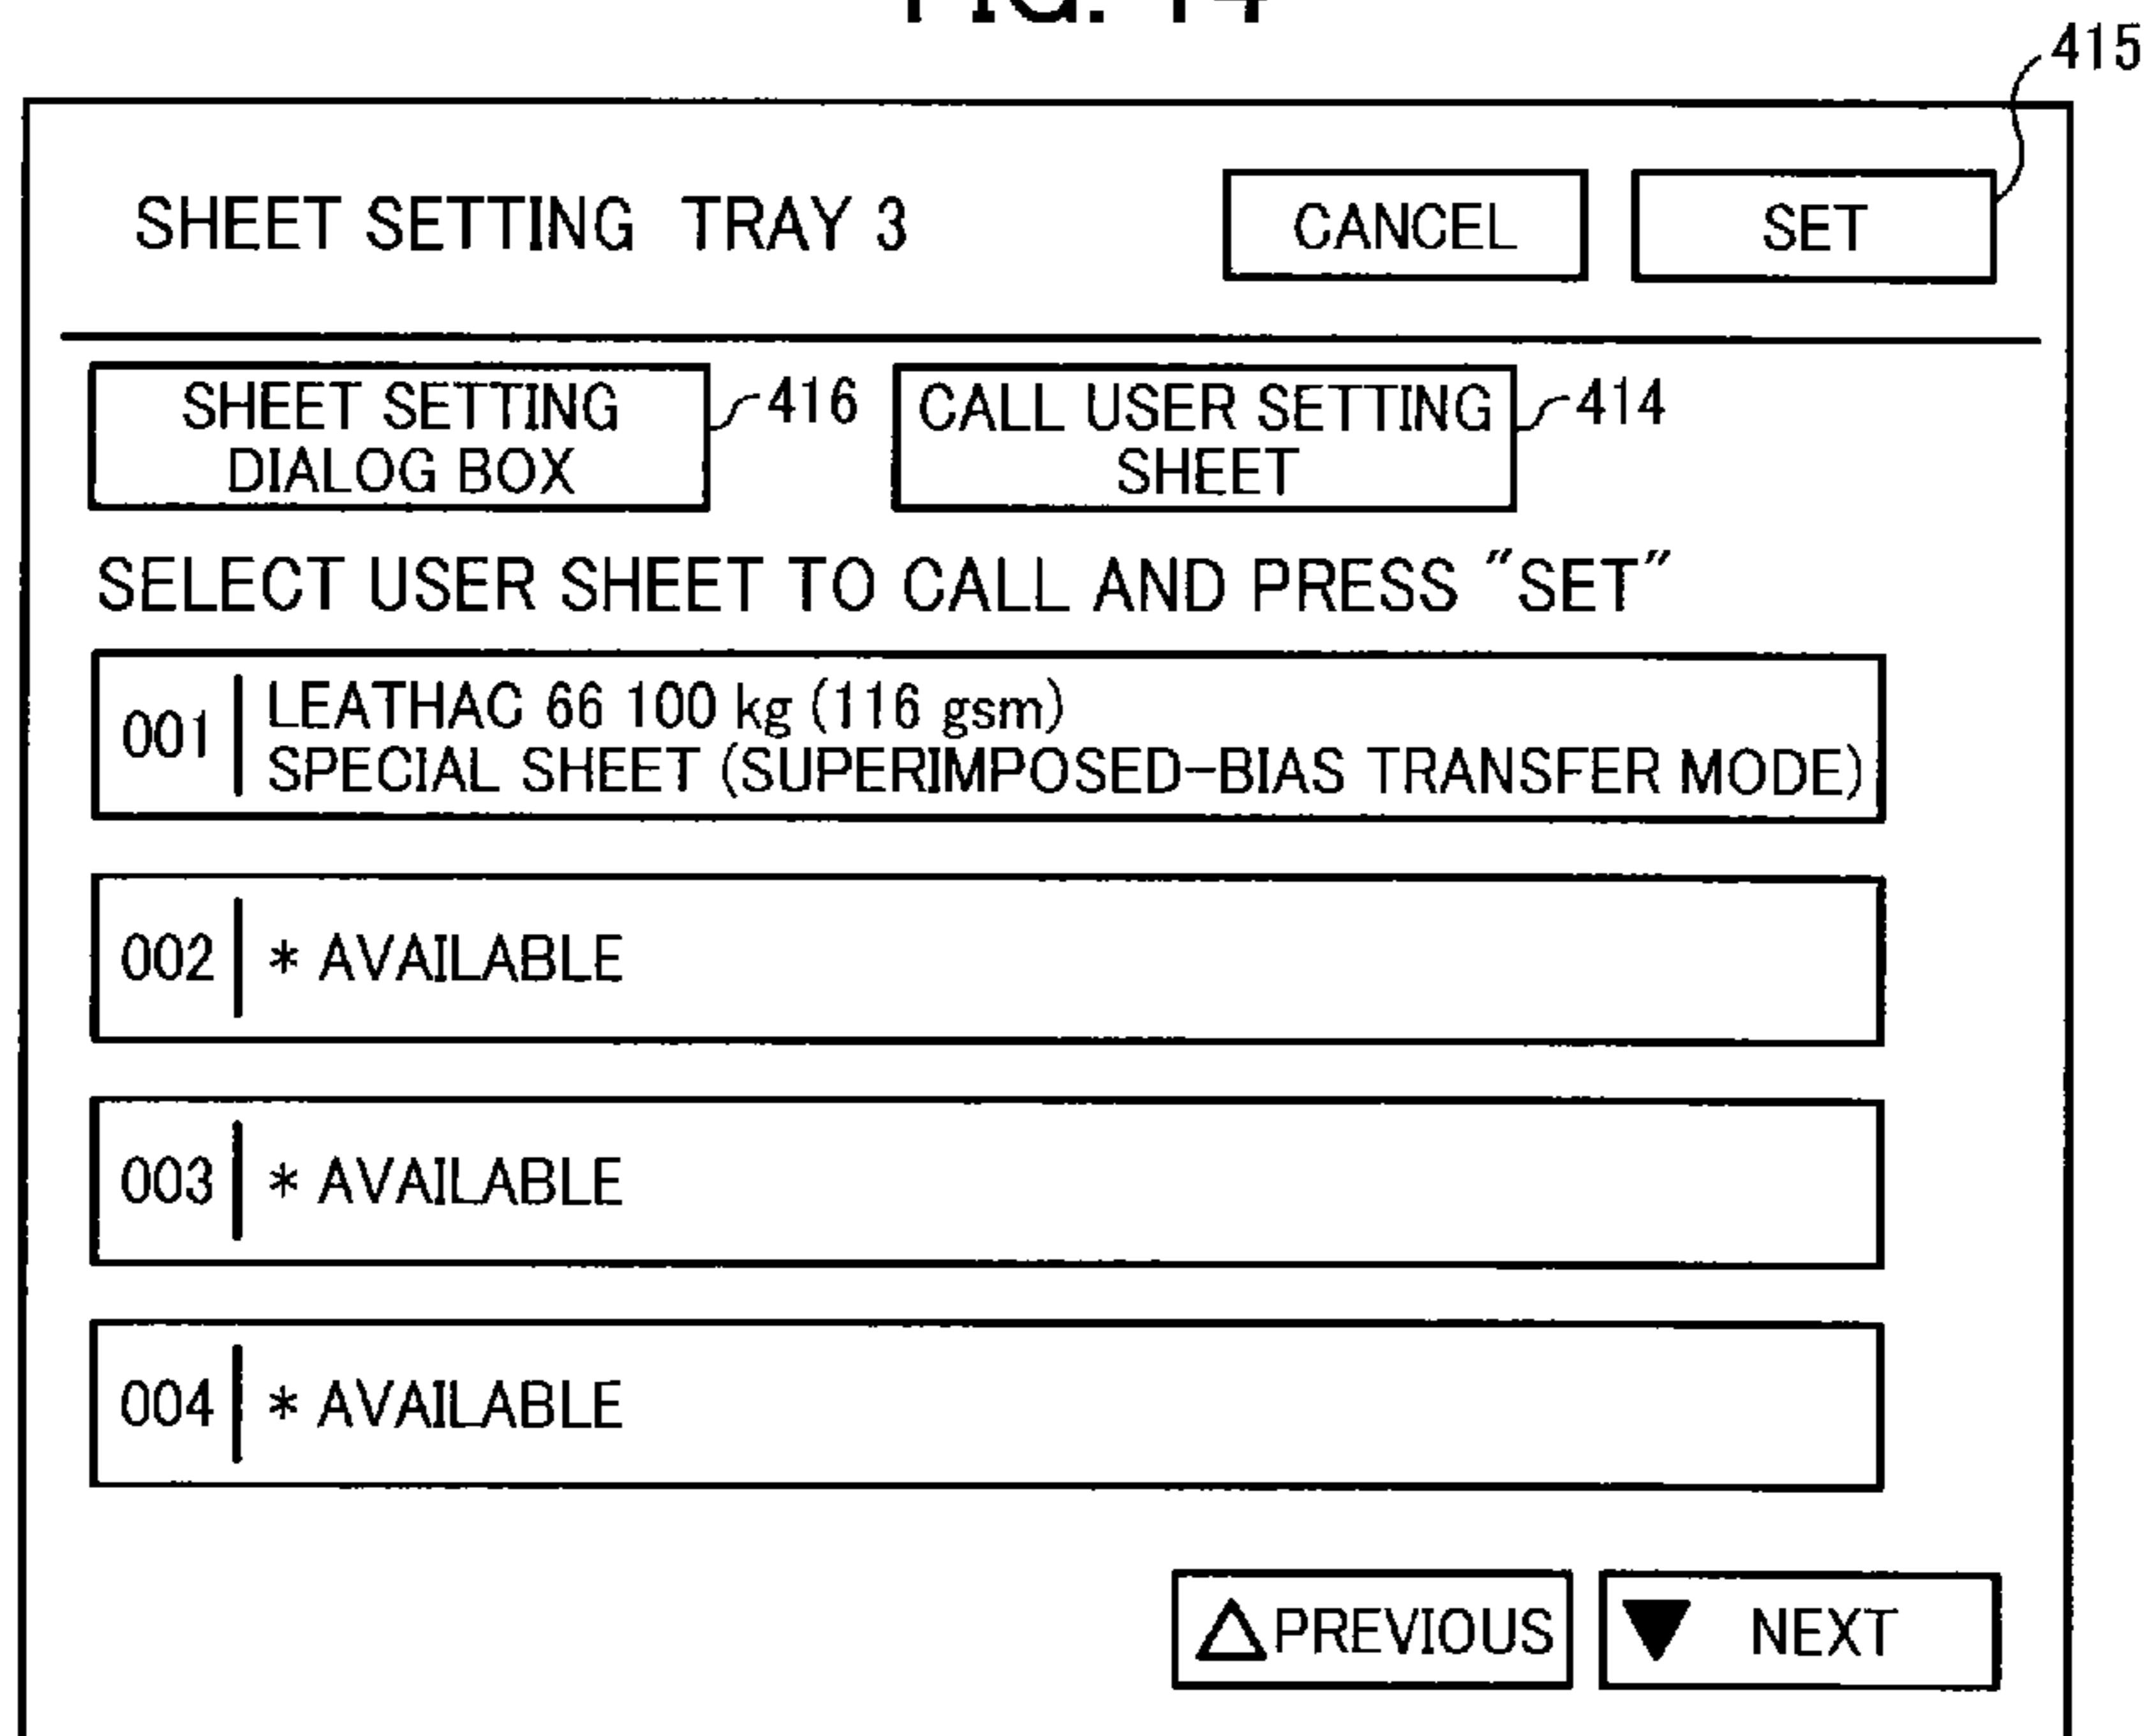 FIG. 14
415
SHEET SETTING TRAY 3
CANCEL
SET
SHEET SETTING
DIALOG BOX
416
CALL USER SETTING
SHEET
414
SELECT USER SHEET TO CALL AND PRESS "SET"
001
LEATHAC 66 100 kg (116 gsm)
SPECIAL SHEET (SUPERIMPOSED-BIAS TRANSFER MODE)
002
* AVAILABLE
003
* AVAILABLE
004
* AVAILABLE
△PREVIOUS
▼ NEXT